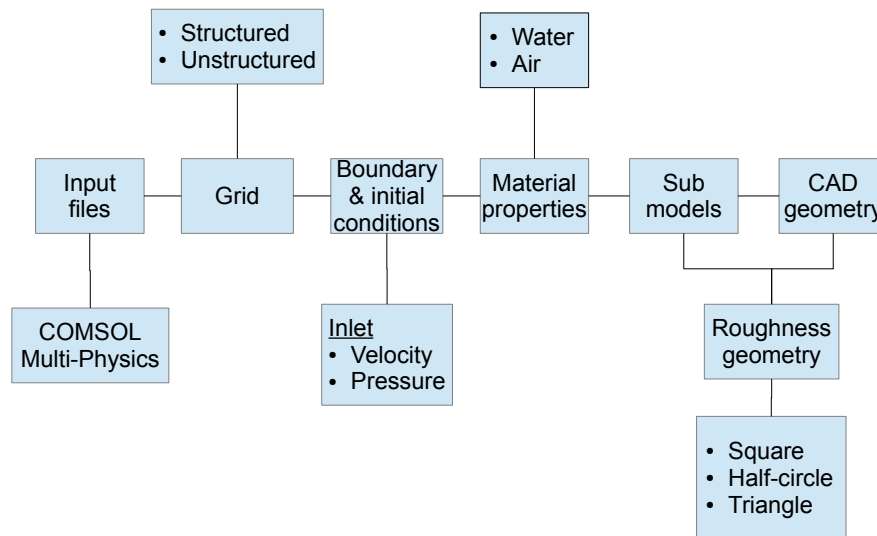 • Structured
• Unstructured
• Water
• Air
Input
files
Grid
Boundary
& initial
conditions
Material
properties
Sub
models
CAD
geometry
COMSOL
Multi-Physics
Inlet
• Velocity
• Pressure
Roughness
geometry
• Square
• Half-circle
• Triangle